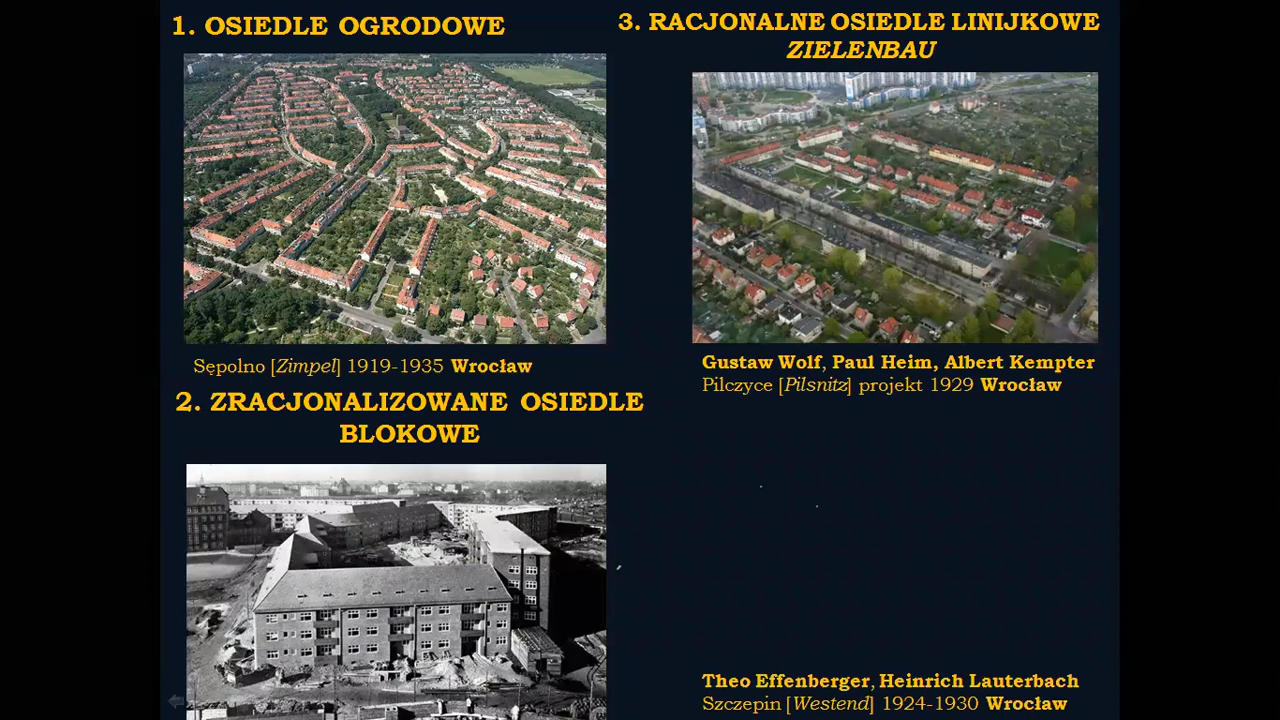 1. OSIEDLE OGRODOWE
Sępolno [Zimpel] 1919-1935 Wrocław
2. ZRACJONALIZOWANE OSIEDLE
BLOKOWE
3. RACJONALNE OSIEDLE LINIJKOWE
ZIELENBAU
Gustaw Wolf, Paul Heim, Albert Kempter
Pilczyce [Pilsnitz] projekt 1929 Wrocław
Theo Effenberger, Heinrich Lauterbach
Szczepin [Westend] 1924-1930 Wrocław